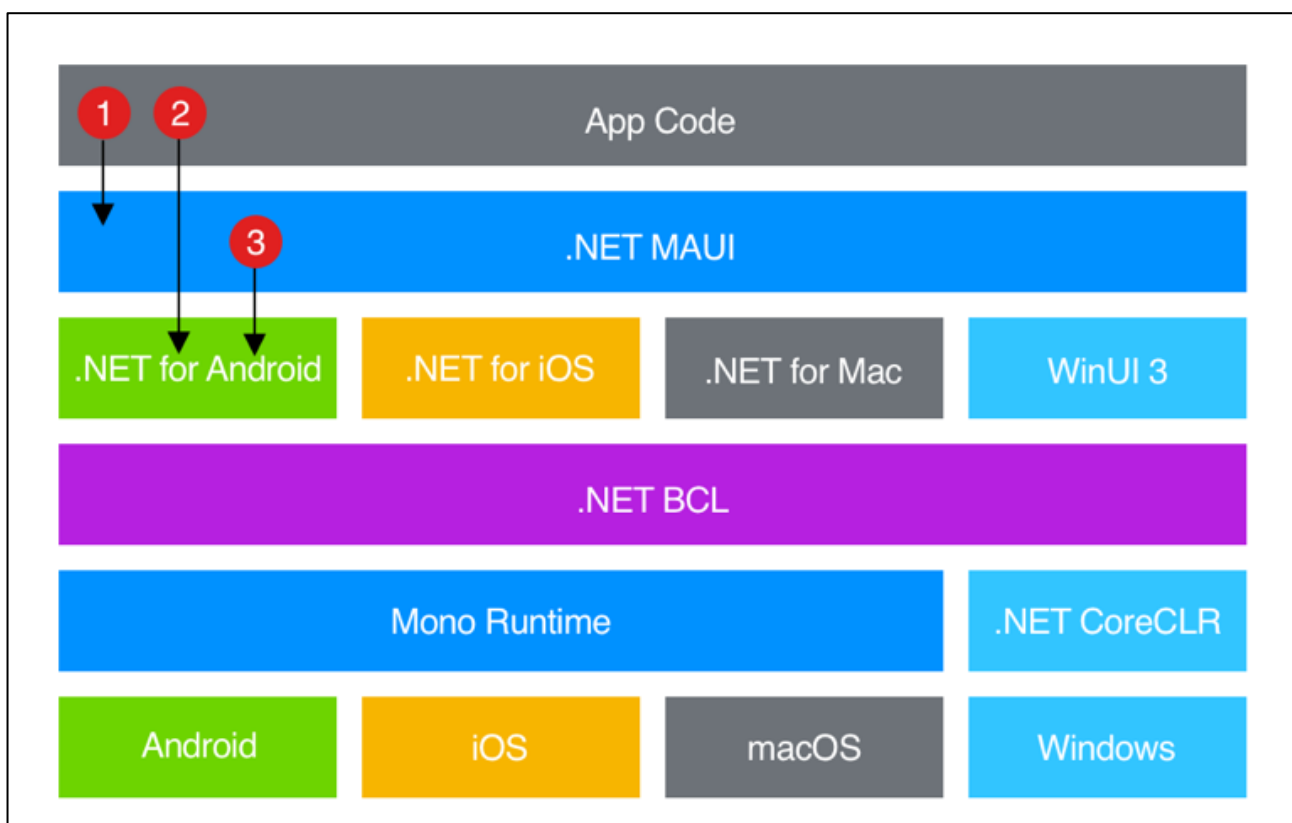 1 2
App Code
3
.NET MAUI
.NET for Android .NET for iOS .NET for Mac WinUI 3
.NET BCL
Mono Runtime .NET CoreCLR
Android iOS macOS Windows